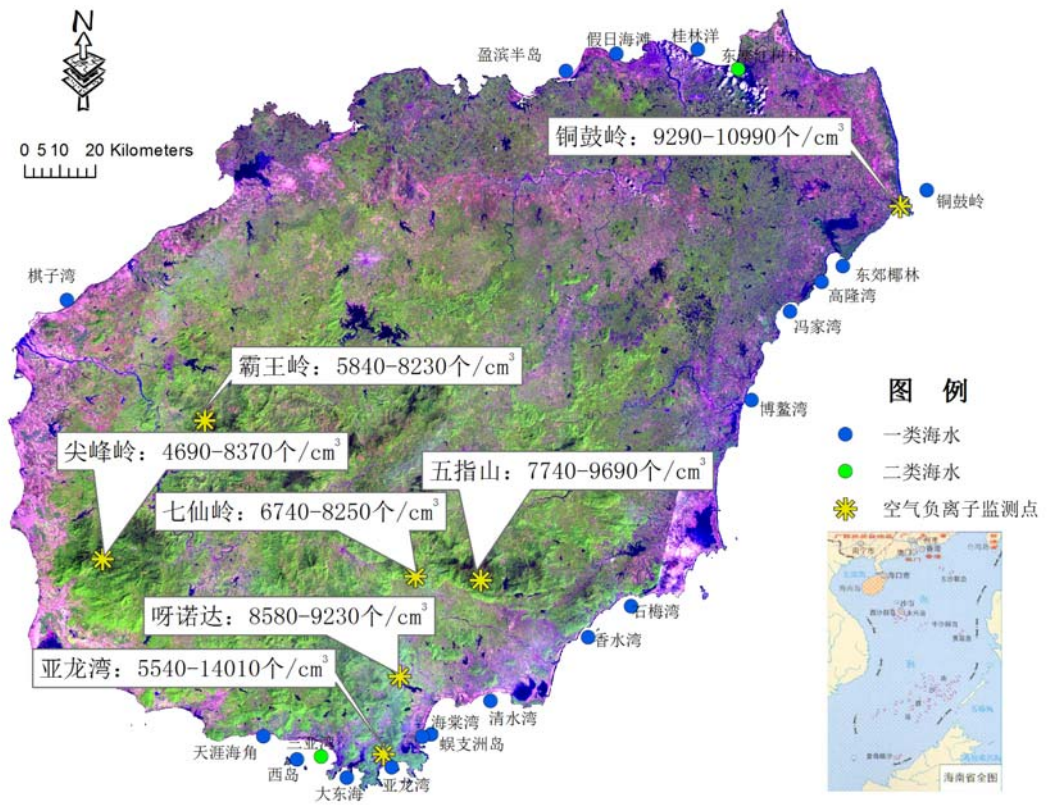 N
0 5 10 20 Kilometers
盈滨半岛
假日海滩
桂林洋
铜鼓岭：9290-10990个/cm³
铜鼓岭
东郊椰林
高隆湾
冯家湾
棋子湾
霸王岭：5840-8230个/cm³
博鳌湾
尖峰岭：4690-8370个/cm³
五指山：7740-9690个/cm³
七仙岭：6740-8250个/cm³
呀诺达：8580-9230个/cm³
石梅湾
香水湾
亚龙湾：5540-14010个/cm³
清水湾
海棠湾
蜈支洲岛
天涯海角
三亚湾
西岛
大东海
亚龙湾
图 例
一类海水
二类海水
空气负离子监测点
海南省全图